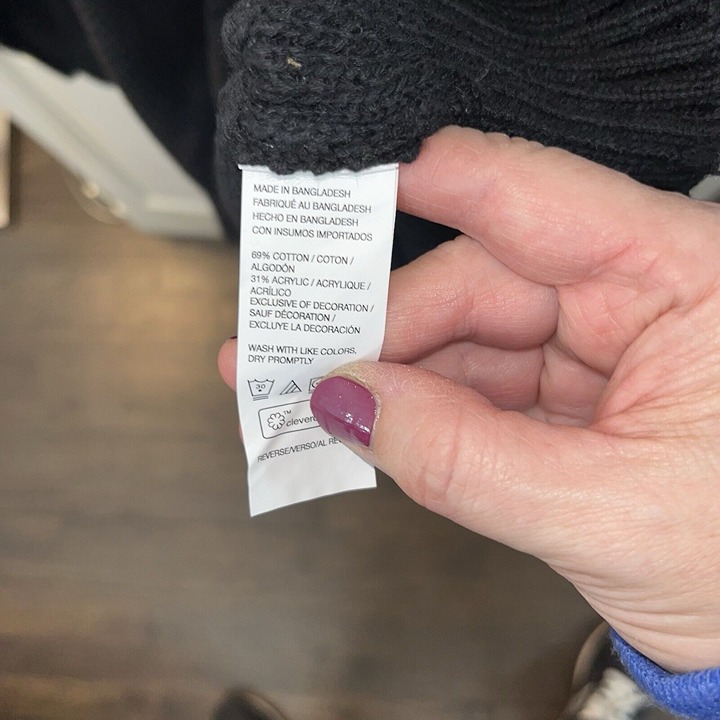 MADE IN BANGLADESH
FABRIQUÉ AU BANGLADESH
HECHO EN BANGLADESH
CON INSUMOS IMPORTADOS
69% COTTON / COTON /
ALGODÓN
31% ACRYLIC / ACRYLIQUE /
ACRÍLICO
EXCLUSIVE OF DECORATION /
SAUF DÉCORATION /
EXCLUYE LA DECORACIÓN
WASH WITH LIKE COLORS,
DRY PROMPTLY
30
TM
REVERSE/VERSO/AL